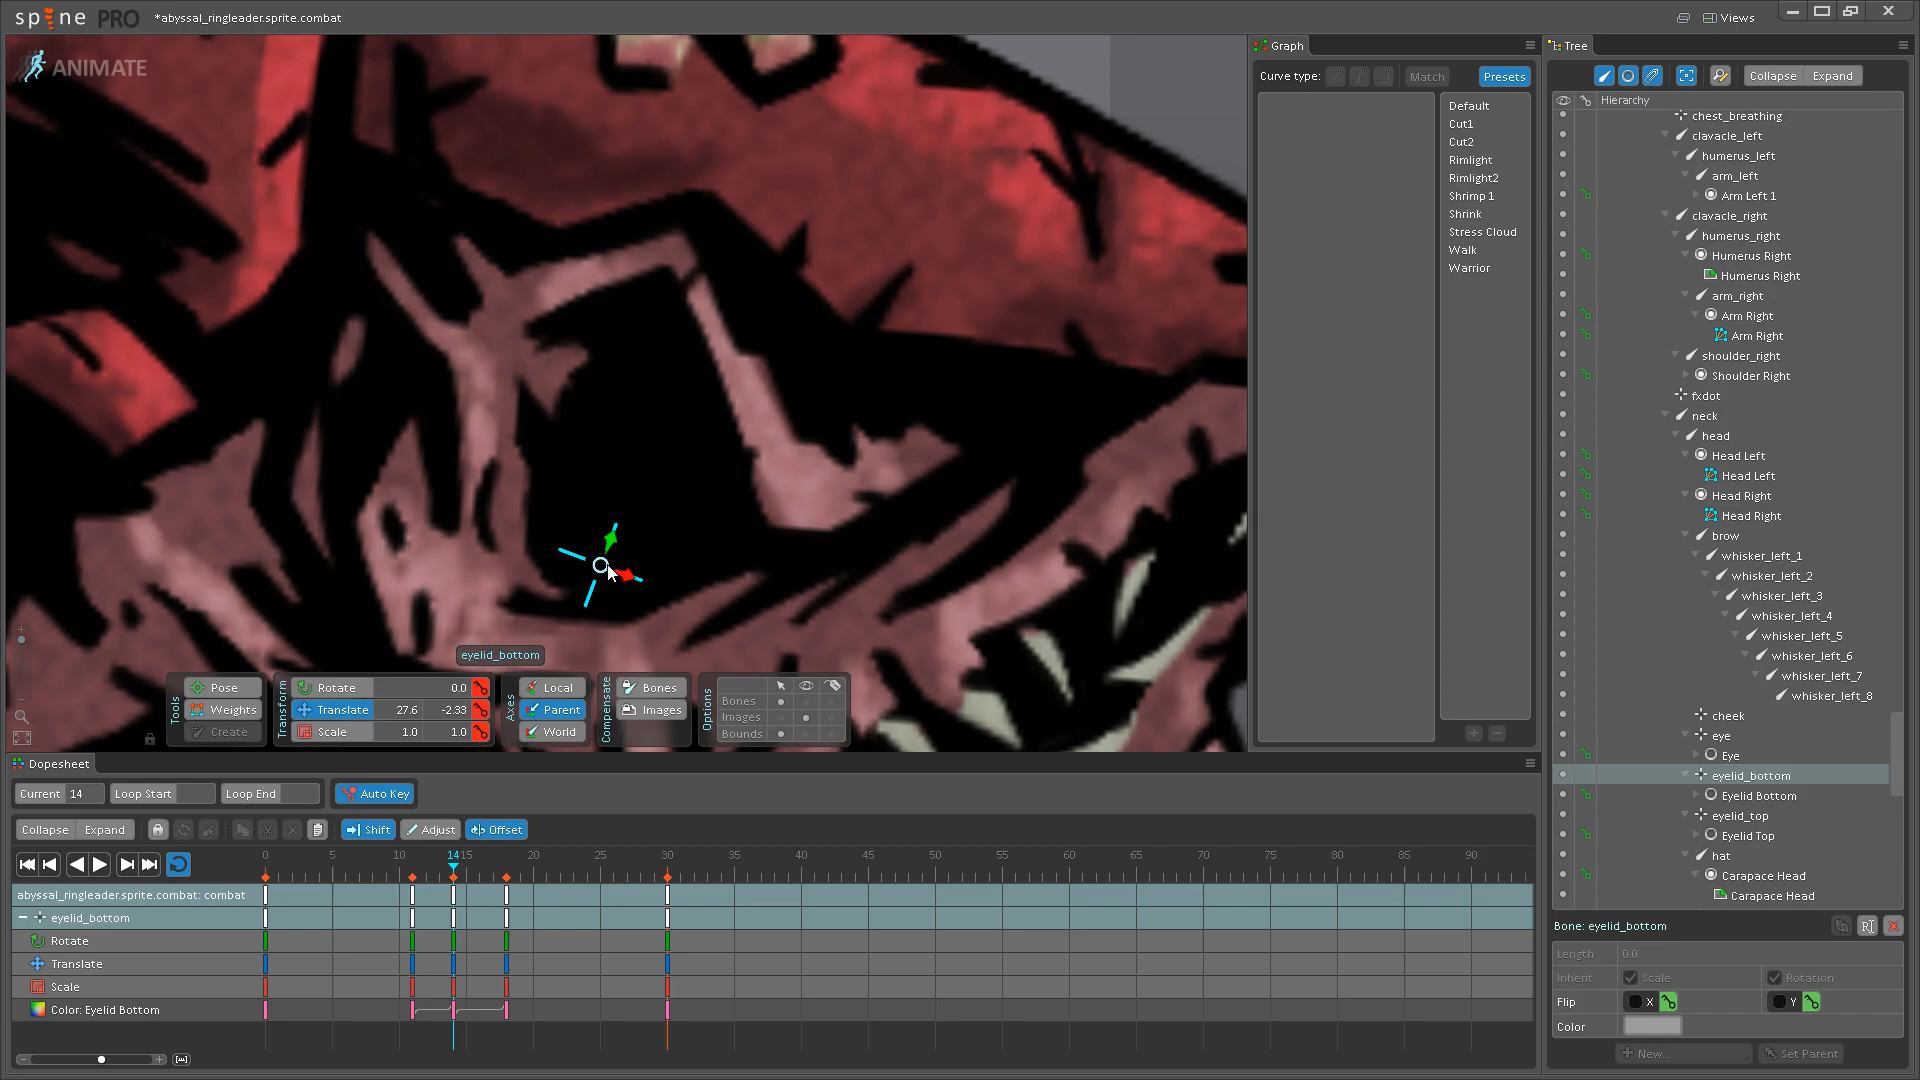 spine PRO
*abyssal_ringleader.sprite.combat
Views
ANIMATE
Graph
Curve type:
Match
Presets
Default
Cut1
Cut2
Rimlight
Rimlight2
Shrimp 1
Shrink
Stress Cloud
Walk
Warrior
Tree
Collapse
Expand
Hierarchy
chest_breathing
clavacle_left
humerus_left
arm_left
Arm Left 1
clavacle_right
humerus_right
Humerus Right
Humerus Right
arm_right
Arm Right
Arm Right
shoulder_right
Shoulder Right
fxdot
neck
head
Head Left
Head Left
Head Right
Head Right
brow
whisker_left_1
whisker_left_2
whisker_left_3
whisker_left_4
whisker_left_5
whisker_left_6
whisker_left_7
whisker_left_8
cheek
eye
Eye
eyelid_bottom
Eyelid Bottom
eyelid_top
Eyelid Top
hat
Carapace Head
Carapace Head
Bone: eyelid_bottom
Length 0.0
Inherit Scale Rotation
Flip X Y
Color
New...
Set Parent
eyelid_bottom
Tools
Pose
Weights
Create
Transform
Rotate 0.0
Translate 27.6 -2.33
Scale 1.0 1.0
Axes
Local
Parent
World
Compensate
Bones
Images
Options
Bones
Images
Bounds
Dopesheet
Current 14
Loop Start
Loop End
Auto Key
Collapse
Expand
Shift
Adjust
Offset
0 5 10 14 15 20 25 30 35 40 45 50 55 60 65 70 75 80 85 90
abyssal_ringleader.sprite.combat: combat
eyelid_bottom
Rotate
Translate
Scale
Color: Eyelid Bottom